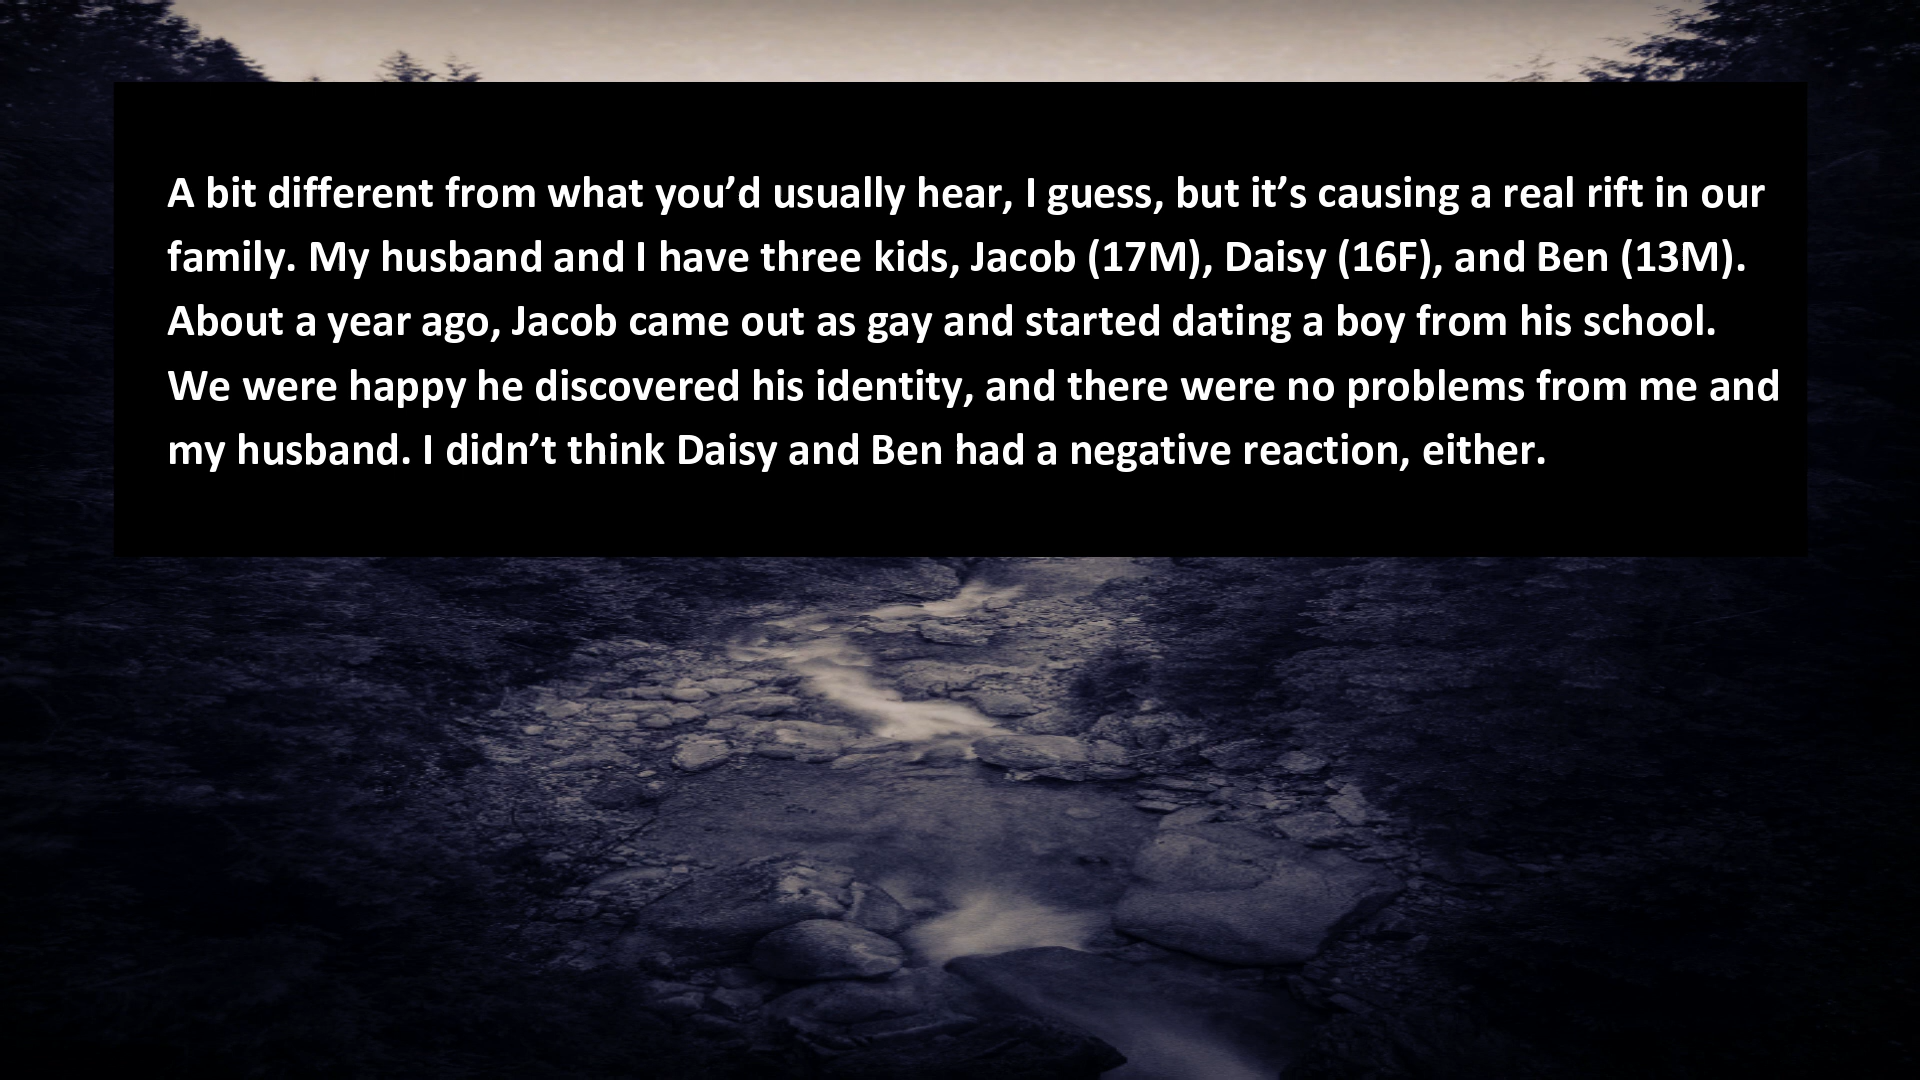 A bit different from what you’d usually hear, I guess, but it’s causing a real rift in our
family. My husband and I have three kids, Jacob (17M), Daisy (16F), and Ben (13M).
About a year ago, Jacob came out as gay and started dating a boy from his school.
We were happy he discovered his identity, and there were no problems from me and
my husband. I didn’t think Daisy and Ben had a negative reaction, either.